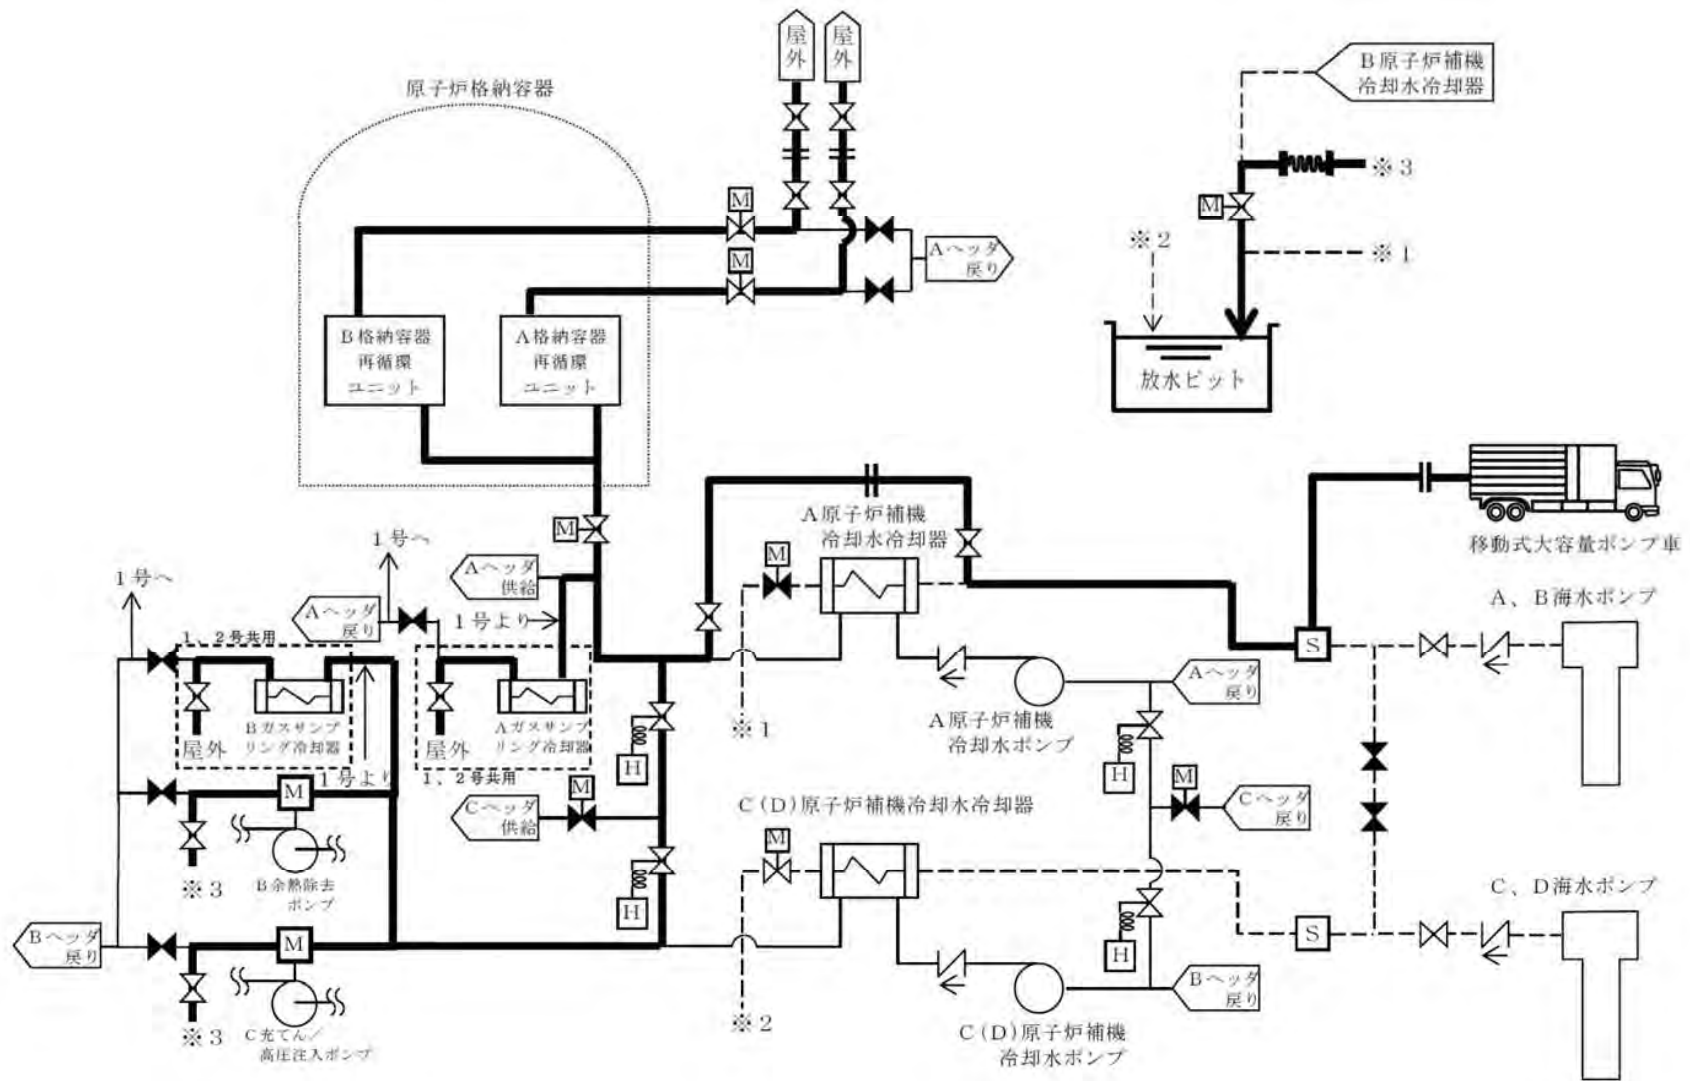 屋
外
屋
外
B原子炉補機
冷却水冷却器
原子炉格納容器
※3
M
M
※2
Aヘッダ
戻り
※1
M
B格納容器
再循環
ユニット
A格納容器
再循環
ユニット
放水ピット
A原子炉補機
冷却水冷却器
M
1号へ
M
移動式大容量ポンプ車
Aヘッダ
供給
1号へ
A、B海水ポンプ
Aヘッダ
戻り
1号より
1、2号共用
S
Aヘッダ
戻り
Bガスサンプ
リング冷却器
Aガスサンプ
リング冷却器
※1
A原子炉補機
冷却水ポンプ
屋外
屋外
1号より
1、2号共用
H
H
M
M
M
C(D)原子炉補機冷却水冷却器
Cヘッダ
供給
Cヘッダ
戻り
M
※3
B余熱除去
ポンプ
C、D海水ポンプ
H
Bヘッダ
戻り
M
S
H
Bヘッダ
戻り
※3
C充てん/
高圧注入ポンプ
※2
C(D)原子炉補機
冷却水ポンプ